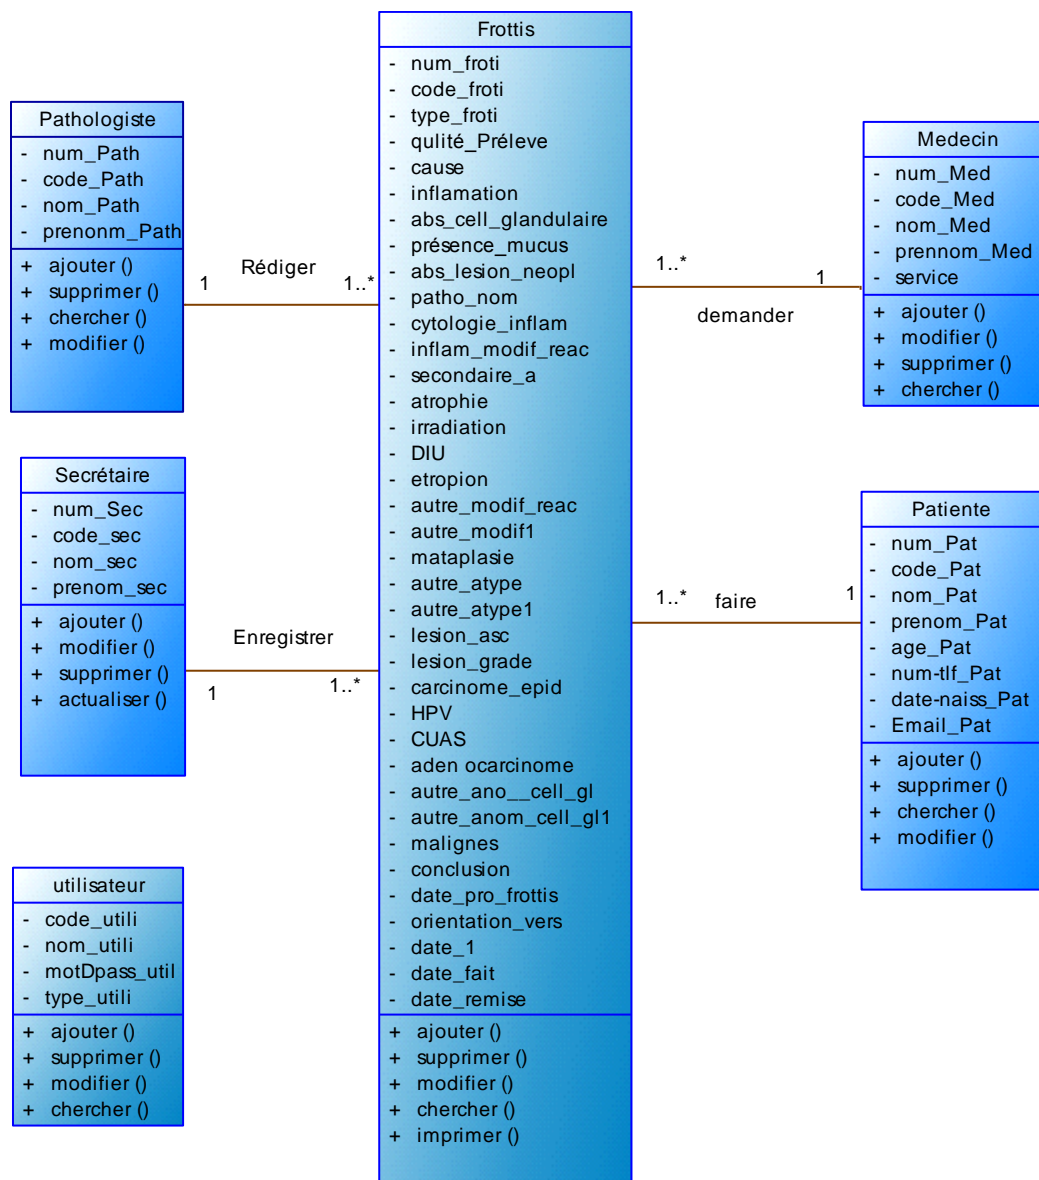 Pathologiste
- num_Path
- code_Path
- nom_Path
- prenonm_Path
+ ajouter ()
+ supprimer ()
+ chercher ()
+ modifier ()
Rédiger
1
1..*
Secrétaire
- num_Sec
- code_sec
- nom_sec
- prenom_sec
+ ajouter ()
+ modifier ()
+ supprimer ()
+ actualiser ()
Enregistrer
1
1..*
utilisateur
- code_utili
- nom_utili
- motDpass_util
- type_utili
+ ajouter ()
+ supprimer ()
+ modifier ()
+ chercher ()
Frottis
- num_froti
- code_froti
- type_froti
- qulité_Préleve
- cause
- inflamation
- abs_cell_glandulaire
- présence_mucus
- abs_lesion_neopl
- patho_nom
- cytologie_inflam
- inflam_modif_reac
- secondaire_a
- atrophie
- irradiation
- DIU
- etropion
- autre_modif_reac
- autre_modif1
- mataplasie
- autre_atype
- autre_atype1
- lesion_asc
- lesion_grade
- carcinome_epid
- HPV
- CUAS
- aden ocarcinome
- autre_ano__cell_gl
- autre_anom_cell_gl1
- malignes
- conclusion
- date_pro_frottis
- orientation_vers
- date_1
- date_fait
- date_remise
+ ajouter ()
+ supprimer ()
+ modifier ()
+ chercher ()
+ imprimer ()
1..*
1
demander
Medecin
- num_Med
- code_Med
- nom_Med
- prennom_Med
- service
+ ajouter ()
+ modifier ()
+ supprimer ()
+ chercher ()
1..*
faire
1
Patiente
- num_Pat
- code_Pat
- nom_Pat
- prenom_Pat
- age_Pat
- num-tlf_Pat
- date-naiss_Pat
- Email_Pat
+ ajouter ()
+ supprimer ()
+ chercher ()
+ modifier ()